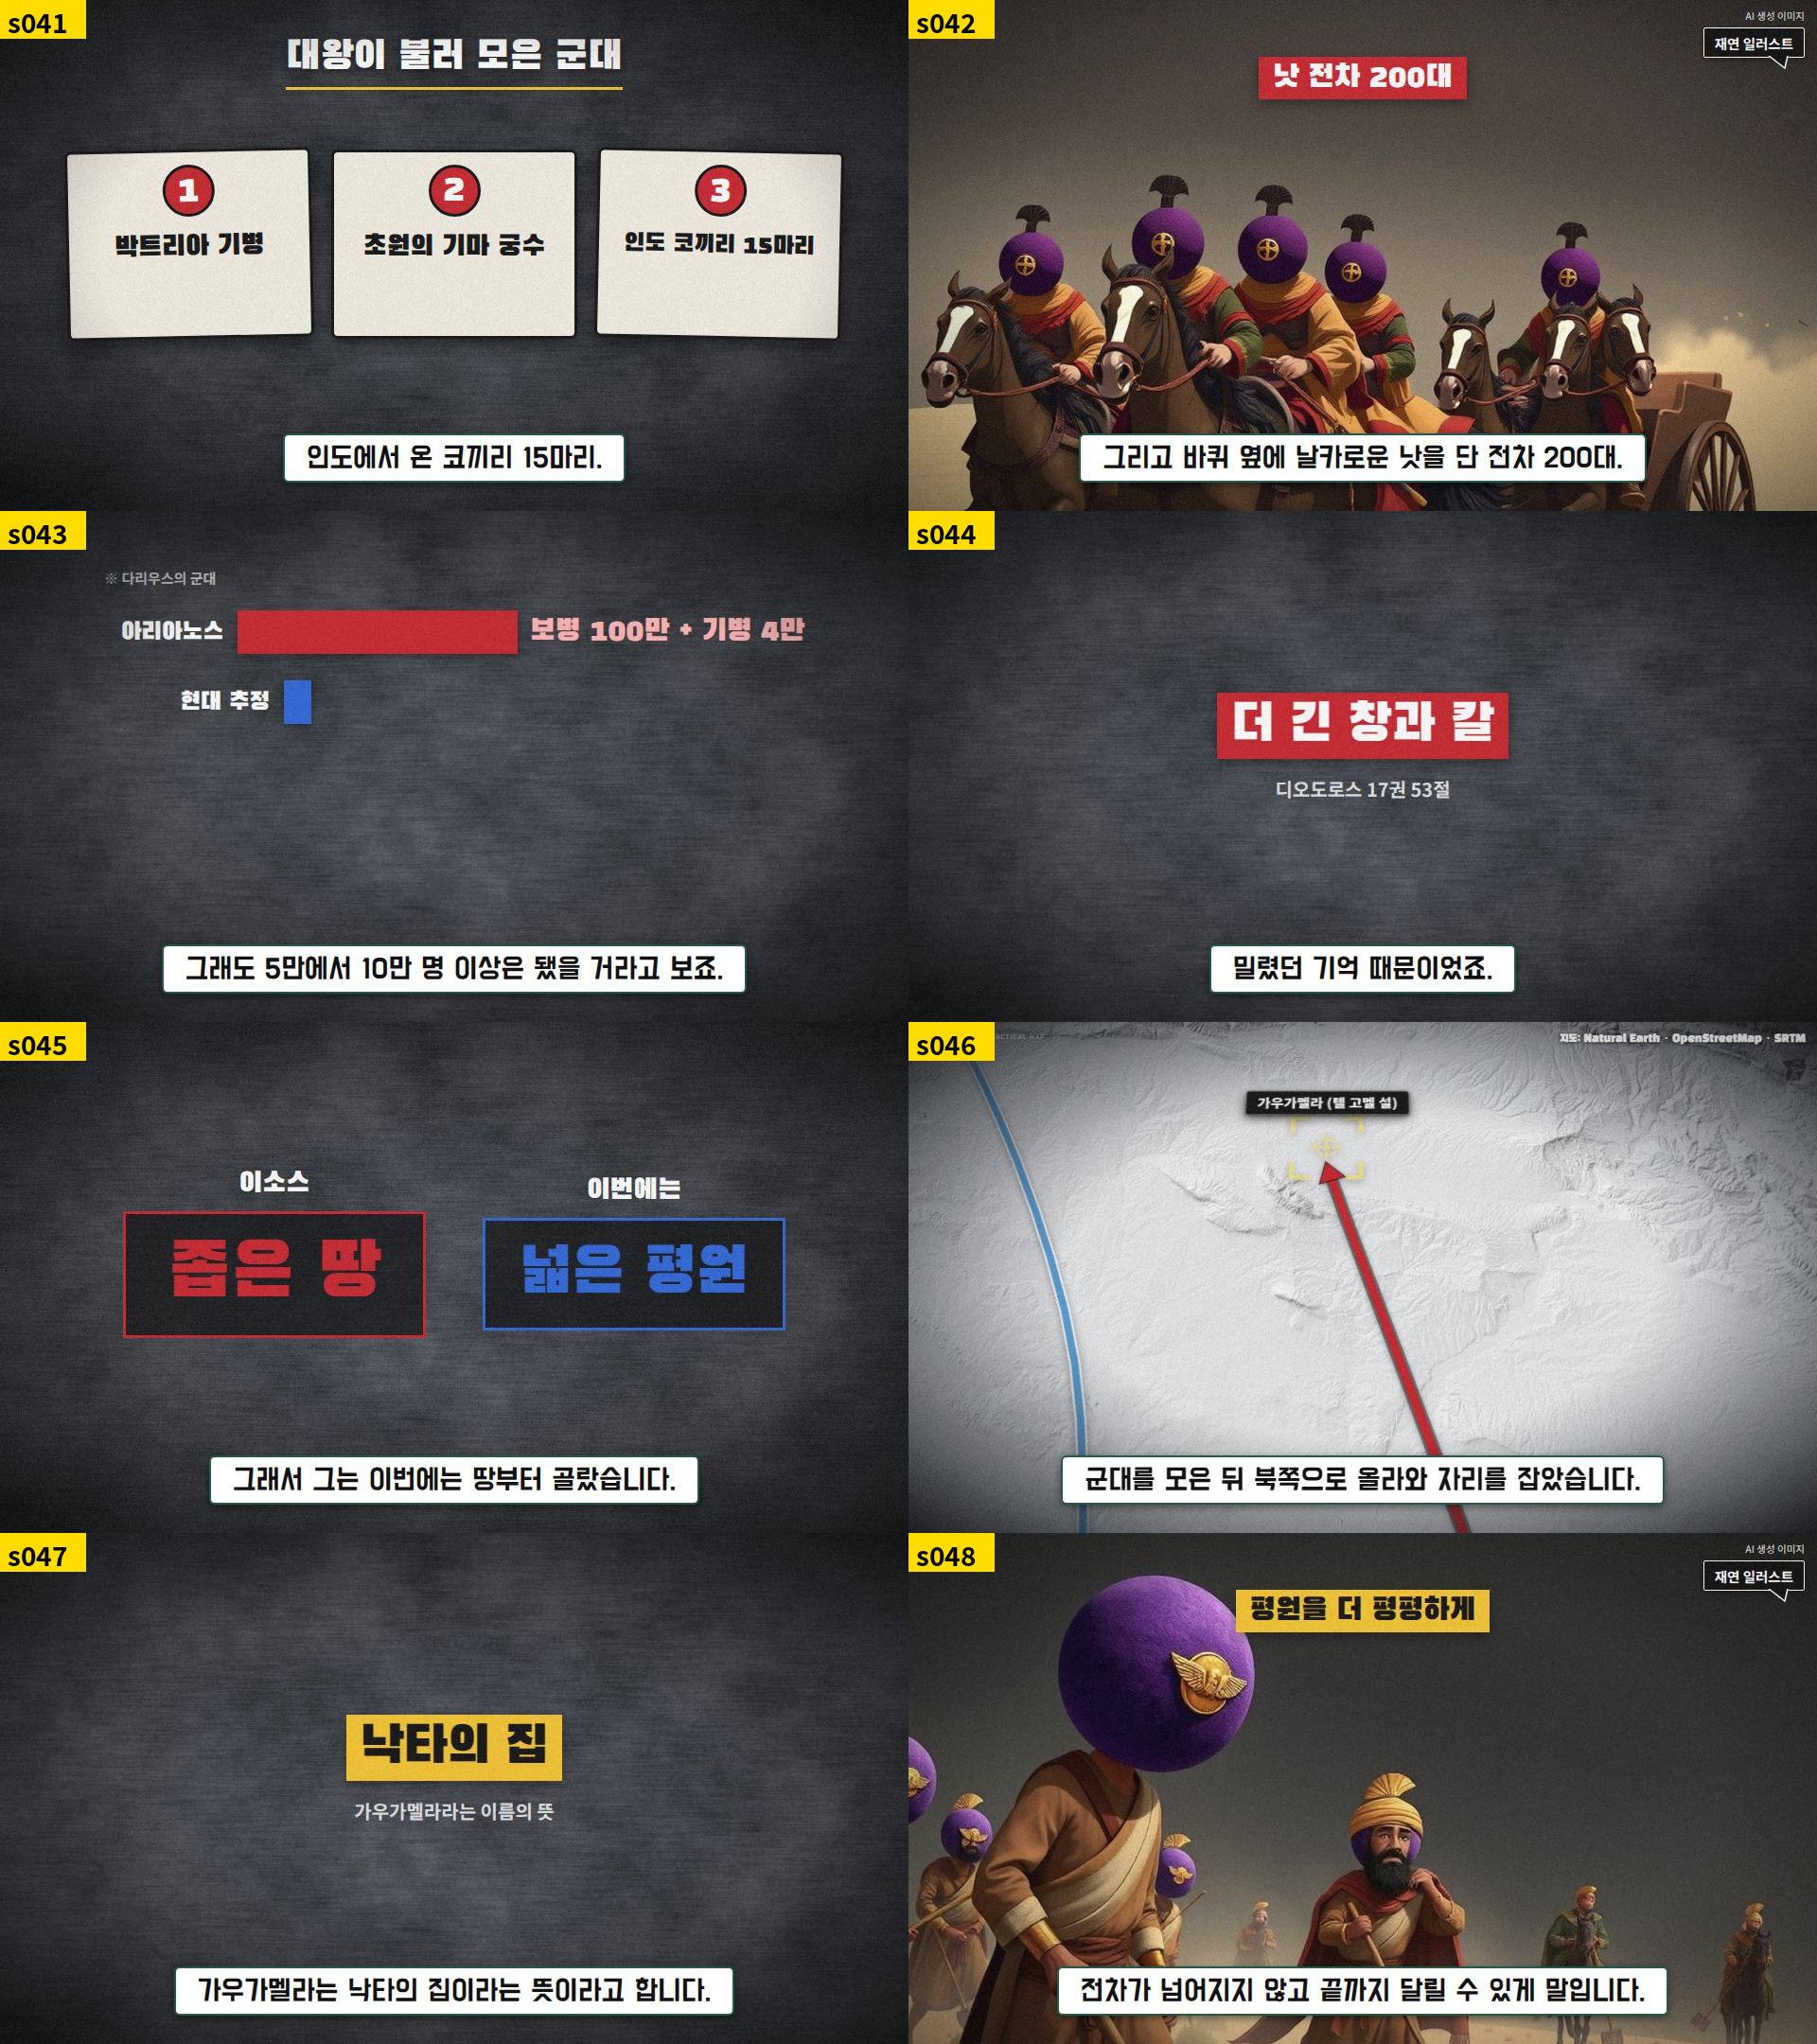 s041
대왕이 불러 모은 군대
1
박트리아 기병
2
초원의 기마 궁수
3
인도 코끼리 15마리
인도에서 온 코끼리 15마리.
s042
AI 생성 이미지
재연 일러스트
낫 전차 200대
그리고 바퀴 옆에 날카로운 낫을 단 전차 200대.
s043
※ 다리우스의 군대
아리아노스
보병 100만 + 기병 4만
현대 추정
그래도 5만에서 10만 명 이상은 됐을 거라고 보죠.
s044
더 긴 창과 칼
디오도로스 17권 53절
밀렸던 기억 때문이었죠.
s045
이소스
좁은 땅
이번에는
넓은 평원
그래서 그는 이번에는 땅부터 골랐습니다.
s046
지도: Natural Earth · OpenStreetMap · SRTM
가우가멜라 (텔 고멜 설)
군대를 모은 뒤 북쪽으로 올라와 자리를 잡았습니다.
s047
낙타의 집
가우가멜라라는 이름의 뜻
가우가멜라는 낙타의 집이라는 뜻이라고 합니다.
s048
AI 생성 이미지
재연 일러스트
평원을 더 평평하게
전차가 넘어지지 않고 끝까지 달릴 수 있게 말입니다.